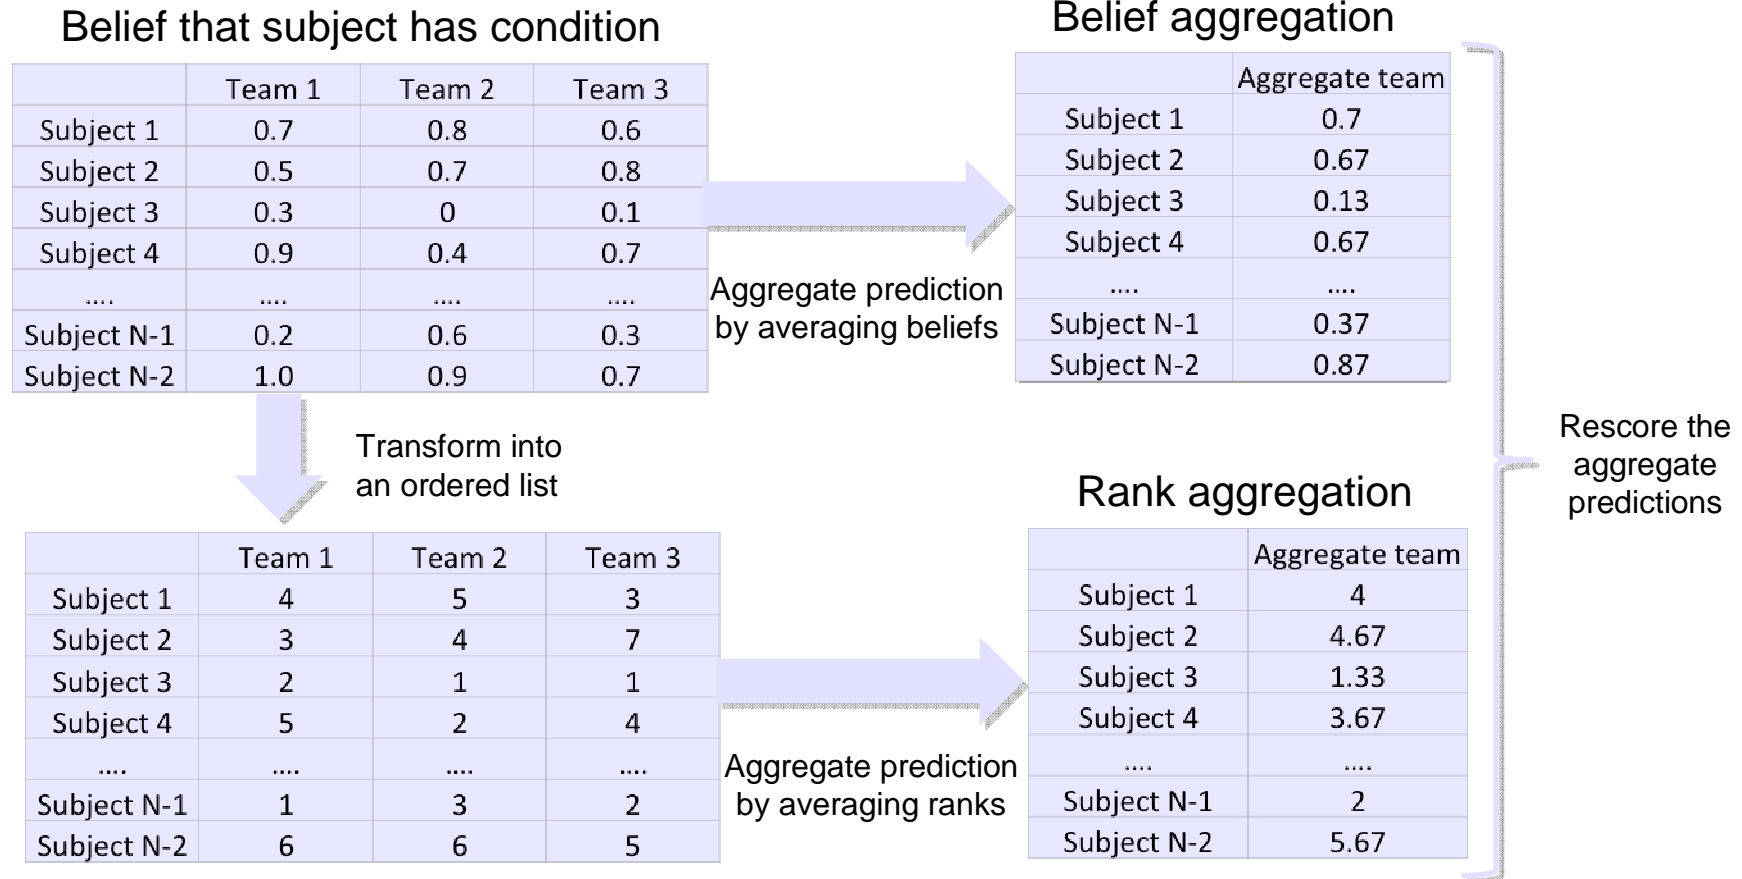 Belief that subject has condition
Team 1 Team 2 Team 3
Subject 1 0.7 0.8 0.6
Subject 2 0.5 0.7 0.8
Subject 3 0.3 0 0.1
Subject 4 0.9 0.4 0.7
.... .... .... ....
Subject N-1 0.2 0.6 0.3
Subject N-2 1.0 0.9 0.7
Aggregate prediction
by averaging beliefs
Belief aggregation
Aggregate team
Subject 1 0.7
Subject 2 0.67
Subject 3 0.13
Subject 4 0.67
.... ....
Subject N-1 0.37
Subject N-2 0.87
Transform into
an ordered list
Team 1 Team 2 Team 3
Subject 1 4 5 3
Subject 2 3 4 7
Subject 3 2 1 1
Subject 4 5 2 4
.... .... .... ....
Subject N-1 1 3 2
Subject N-2 6 6 5
Aggregate prediction
by averaging ranks
Rank aggregation
Aggregate team
Subject 1 4
Subject 2 4.67
Subject 3 1.33
Subject 4 3.67
.... ....
Subject N-1 2
Subject N-2 5.67
Rescore the
aggregate
predictions